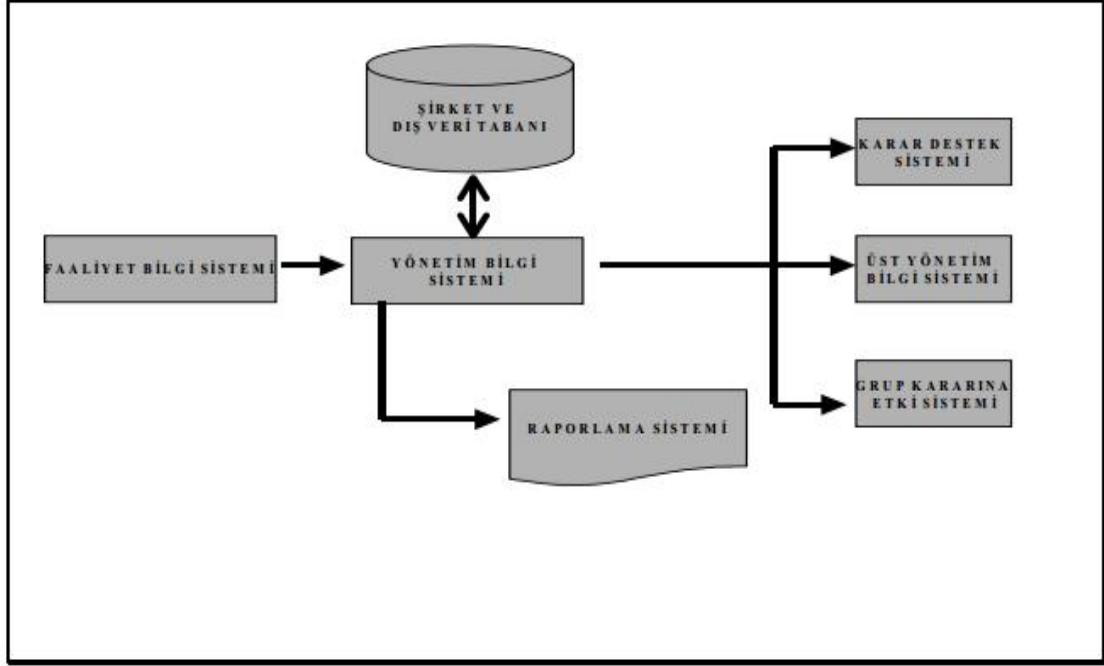 ŞİRKET VE
DIŞ VERİ TABANI
KARAR DESTEK
SİSTEMİ
FAALİYET BİLGİ SİSTEMİ
YÖNETİM BİLGİ
SİSTEMİ
ÜST YÖNETİM
BİLGİ SİSTEMİ
GRUP KARARINA
ETKİ SİSTEMİ
RAPORLAMA SİSTEMİ